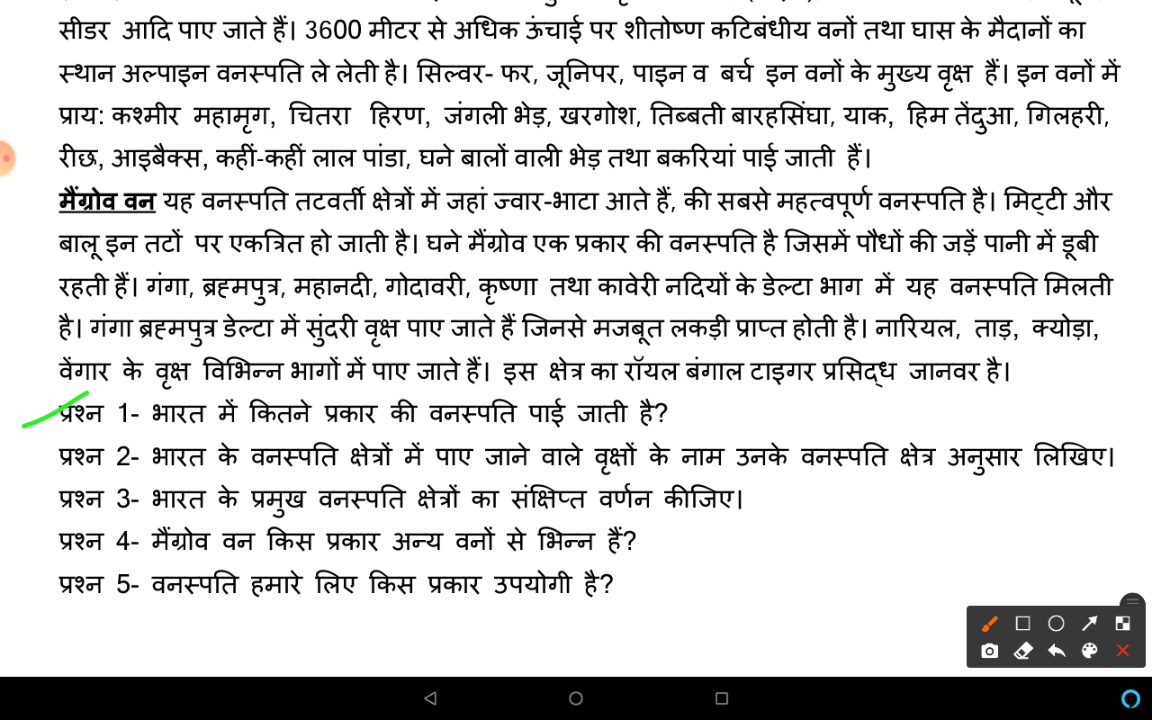 सीडर आदि पाए जाते हैं। 3600 मीटर से अधिक ऊंचाई पर शीतोष्ण कटिबंधीय वनों तथा घास के मैदानों का
स्थान अल्पाइन वनस्पति ले लेती है। सिल्वर- फर, जूनिपर, पाइन व बर्च इन वनों के मुख्य वृक्ष हैं। इन वनों में
प्राय: कश्मीर महामृग, चितरा हिरण, जंगली भेड़, खरगोश, तिब्बती बारहसिंघा, याक, हिम तेंदुआ, गिलहरी,
रीछ, आइबैक्स, कहीं-कहीं लाल पांडा, घने बालों वाली भेड़ तथा बकरियां पाई जाती हैं।
मैंग्रोव वन यह वनस्पति तटवर्ती क्षेत्रों में जहां ज्वार-भाटा आते हैं, की सबसे महत्वपूर्ण वनस्पति है। मिट्टी और
बालू इन तटों पर एकत्रित हो जाती है। घने मैंग्रोव एक प्रकार की वनस्पति है जिसमें पौधों की जड़ें पानी में डूबी
रहती हैं। गंगा, ब्रह्मपुत्र, महानदी, गोदावरी, कृष्णा तथा कावेरी नदियों के डेल्टा भाग में यह वनस्पति मिलती
है। गंगा ब्रह्मपुत्र डेल्टा में सुंदरी वृक्ष पाए जाते हैं जिनसे मजबूत लकड़ी प्राप्त होती है। नारियल, ताड़, क्योड़ा,
वेंगार के वृक्ष विभिन्न भागों में पाए जाते हैं। इस क्षेत्र का रॉयल बंगाल टाइगर प्रसिद्ध जानवर है।
प्रश्न 1- भारत में कितने प्रकार की वनस्पति पाई जाती है?
प्रश्न 2- भारत के वनस्पति क्षेत्रों में पाए जाने वाले वृक्षों के नाम उनके वनस्पति क्षेत्र अनुसार लिखिए।
प्रश्न 3- भारत के प्रमुख वनस्पति क्षेत्रों का संक्षिप्त वर्णन कीजिए।
प्रश्न 4- मैंग्रोव वन किस प्रकार अन्य वनों से भिन्न हैं?
प्रश्न 5- वनस्पति हमारे लिए किस प्रकार उपयोगी है?